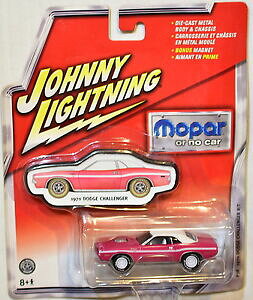 • DIE-CAST METAL
BODY & CHASSIS
• CARROSSERIE ET CHÂSSIS
EN MÉTAL MOULÉ
• BONUS MAGNET
• AIMANT EN PRIME
JOHNNY
LIGHTNING
mopar
or no car
1971 DODGE CHALLENGER
8+